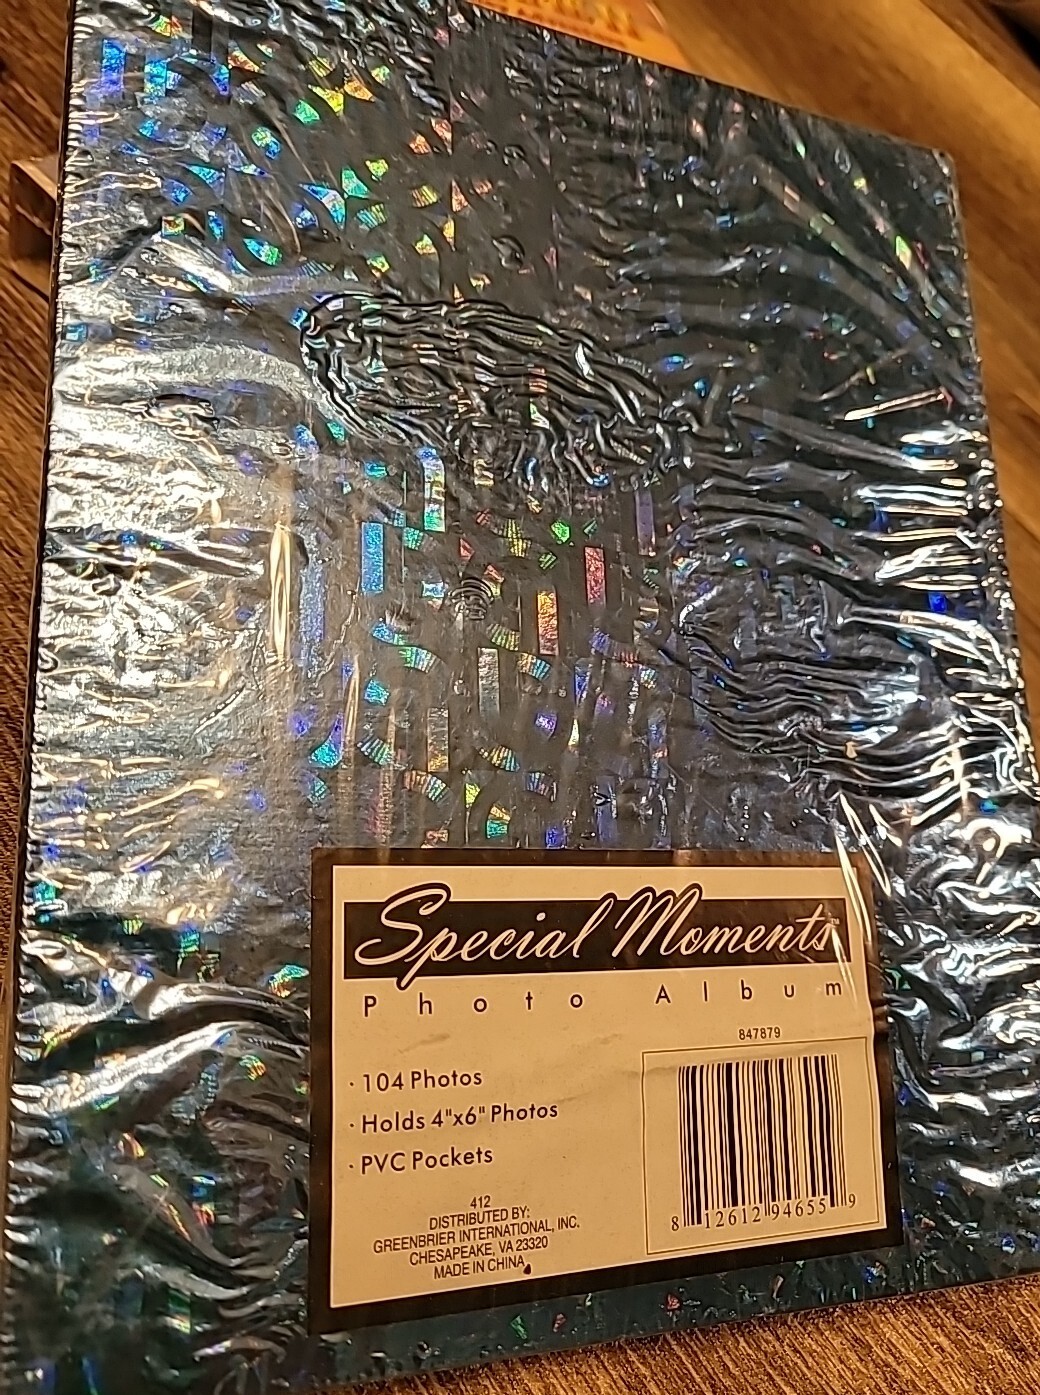 Special Moments™
Photo Album
847879
· 104 Photos
· Holds 4"x6" Photos
· PVC Pockets
412
DISTRIBUTED BY:
GREENBRIER INTERNATIONAL, INC.
CHESAPEAKE, VA 23320
MADE IN CHINA
8 12612 94655 9